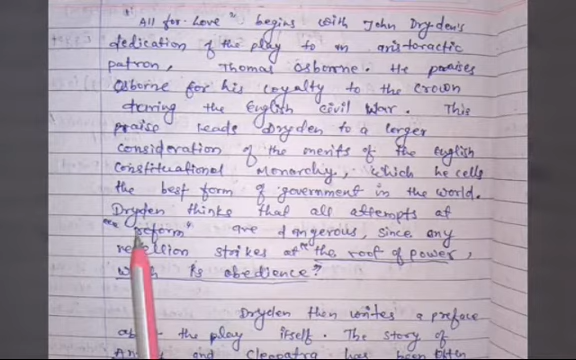 "All for Love" begins with John Dryden's
dedication of the play to an aristoractic
patron, Thomas Osborne. He praises
Osborne for his loyalty to the crown
during the English civil war. This
praise leads Dryden to a larger
consideration of the merits of the English
Constituational Monarchy, which he calls
the best form of government in the world.
Dryden thinks that all attempts at
"reform" are dangerous, since any
rebellion strikes at "the roof of power,
which is obedience"
Dryden then writes a preface
about the play itself. The story of
and Cleopatra has been often